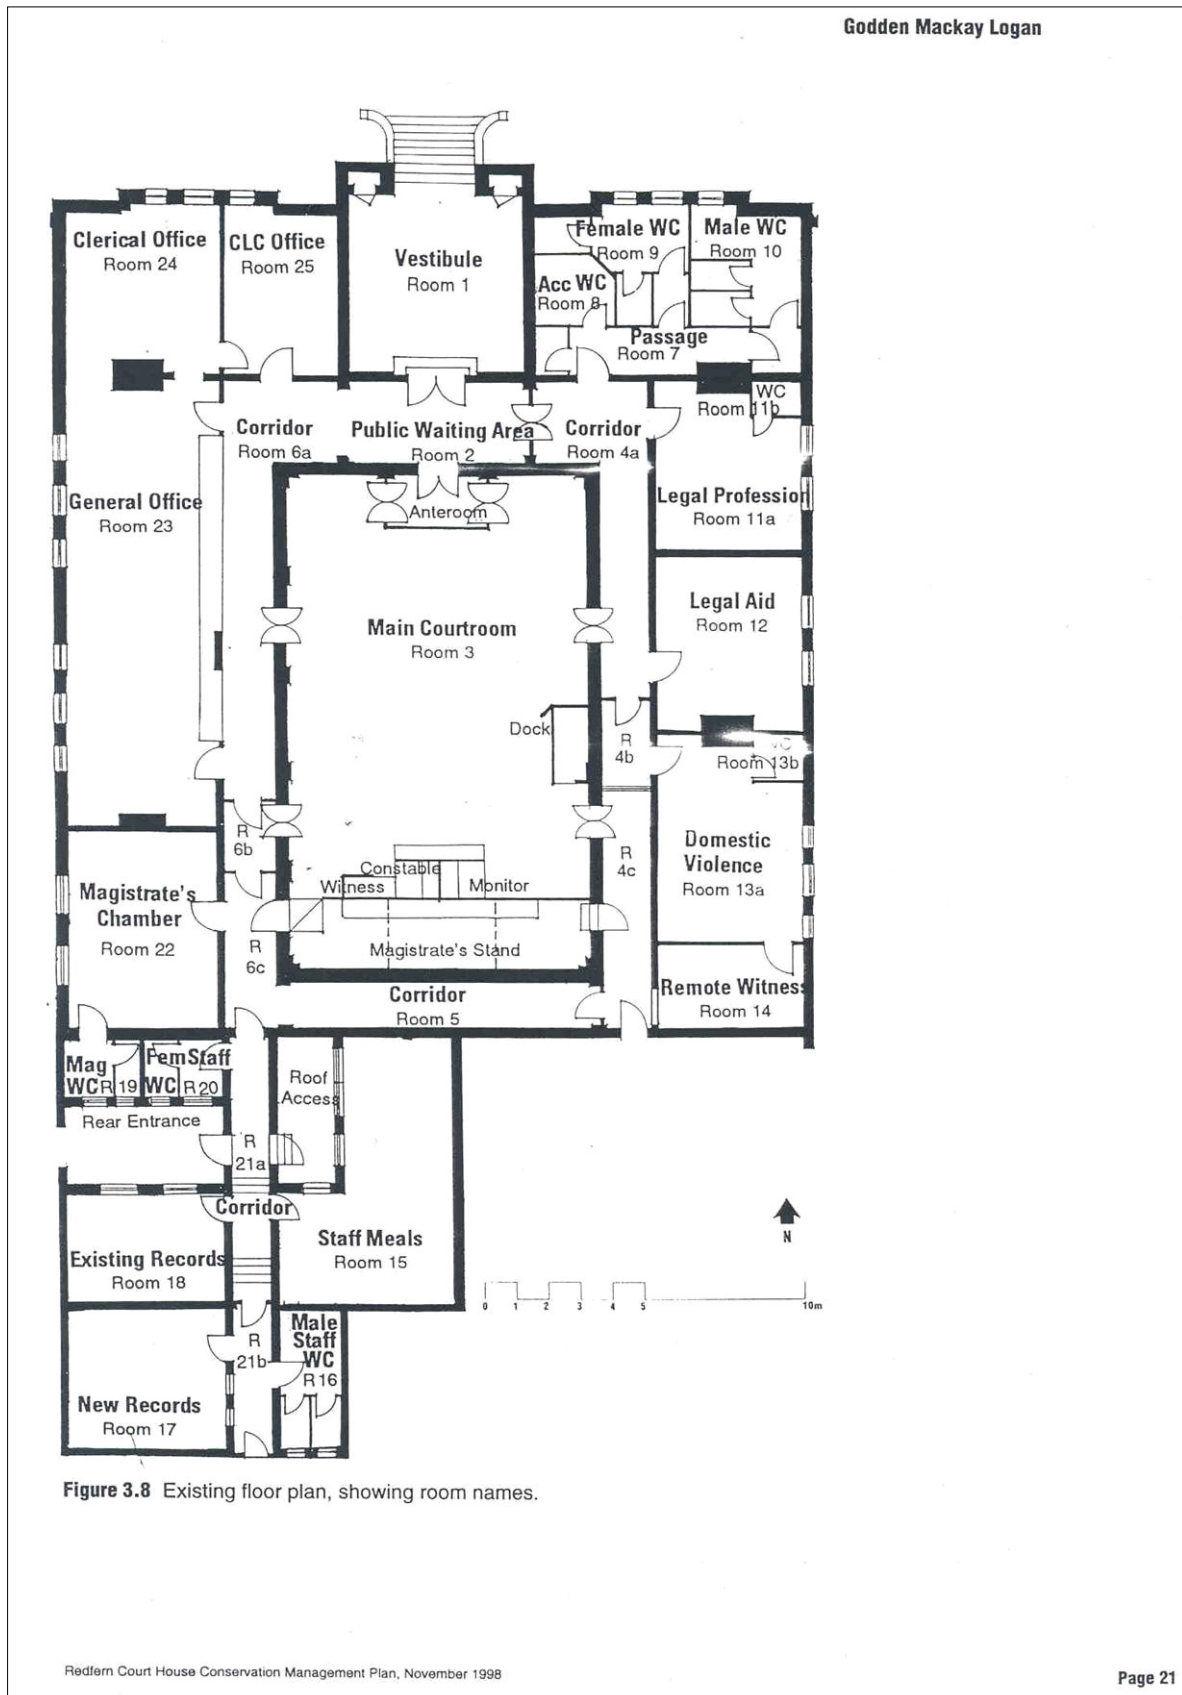 Godden Mackay Logan
Clerical Office
Room 24
CLC Office
Room 25
Vestibule
Room 1
Female WC
Room 9
Male WC
Room 10
Acc WC
Room 8
Passage
Room 7
WC
Room 11b
Corridor
Room 6a
Public Waiting Area
Room 2
Corridor
Room 4a
General Office
Room 23
Anteroom
Legal Profession
Room 11a
Main Courtroom
Room 3
Legal Aid
Room 12
Dock
R
4b
Room 13b
R
6b
R
4c
Domestic
Violence
Room 13a
Constable
Witness
Monitor
Magistrate's
Chamber
Room 22
R
6c
Magistrate's Stand
Corridor
Room 5
Remote Witness
Room 14
Mag
WC R 19
Fem Staff
WC R 20
Roof
Access
Rear Entrance
R
21a
Corridor
Staff Meals
Room 15
Existing Records
Room 18
N
0 1 2 3 4 5 10m
R
21b
Male
Staff
WC
R 16
New Records
Room 17
Figure 3.8 Existing floor plan, showing room names.
Redfern Court House Conservation Management Plan, November 1998
Page 21